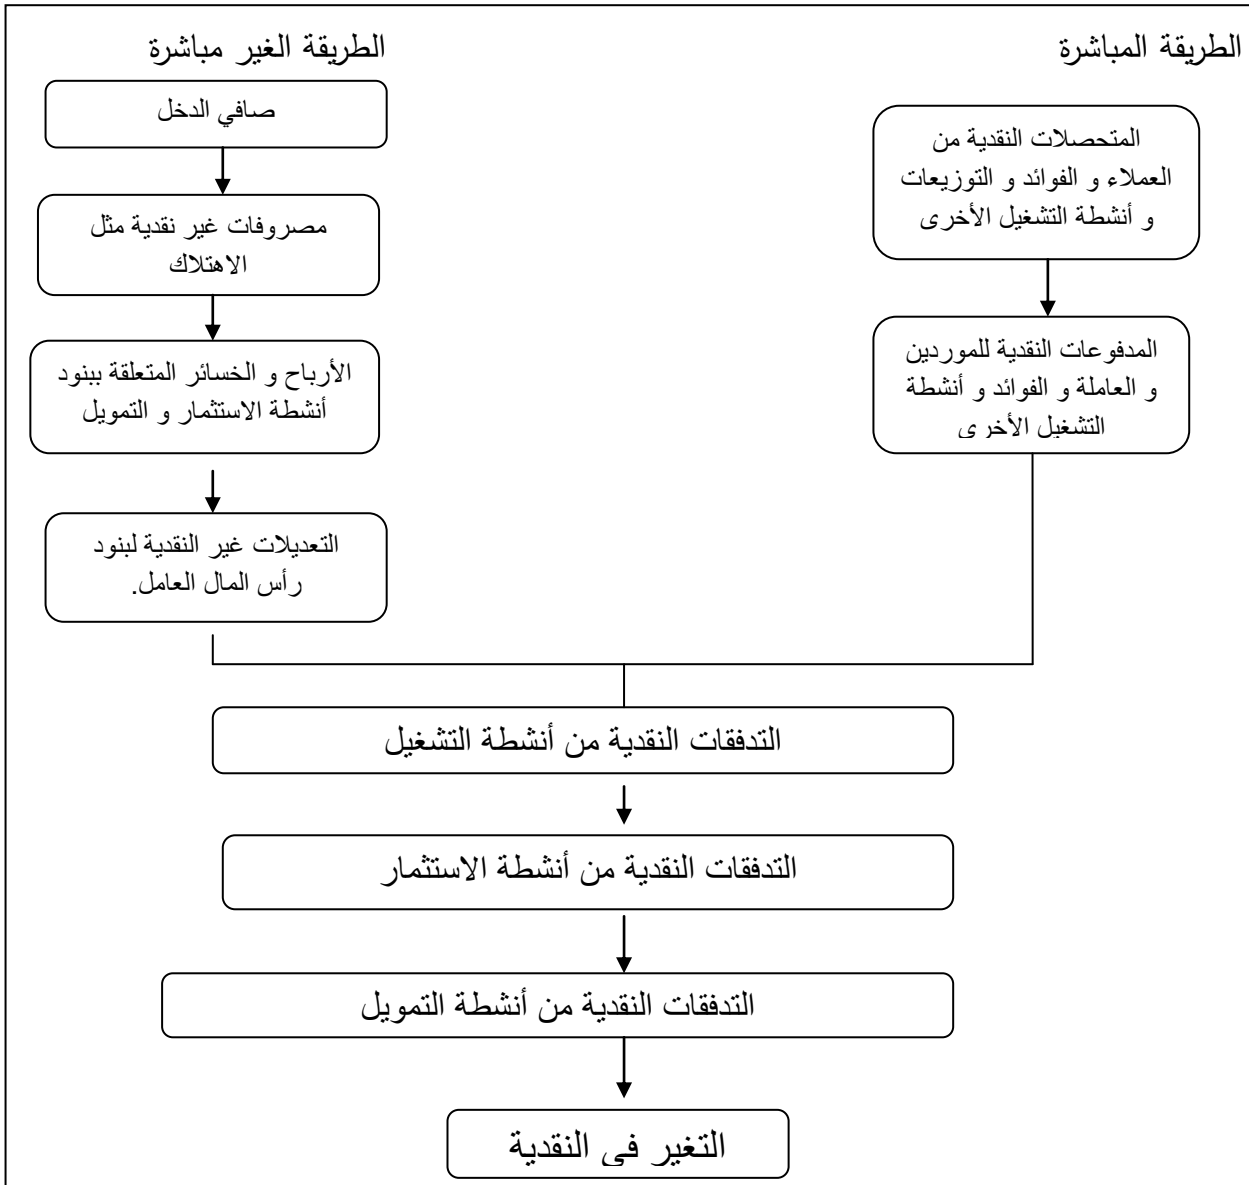 الطريقة المباشرة
المتحصلات النقدية من
العملاء و الفوائد و التوزيعات
و أنشطة التشغيل الأخرى
المدفوعات النقدية للموردين
و العاملة و الفوائد و أنشطة
التشغيل الأخرى
الطريقة الغير مباشرة
صافي الدخل
مصروفات غير نقدية مثل
الاهتلاك
الأرباح و الخسائر المتعلقة ببنود
أنشطة الاستثمار و التمويل
التعديلات غير النقدية لبنود
رأس المال العامل.
التدفقات النقدية من أنشطة التشغيل
التدفقات النقدية من أنشطة الاستثمار
التدفقات النقدية من أنشطة التمويل
التغير في النقدية